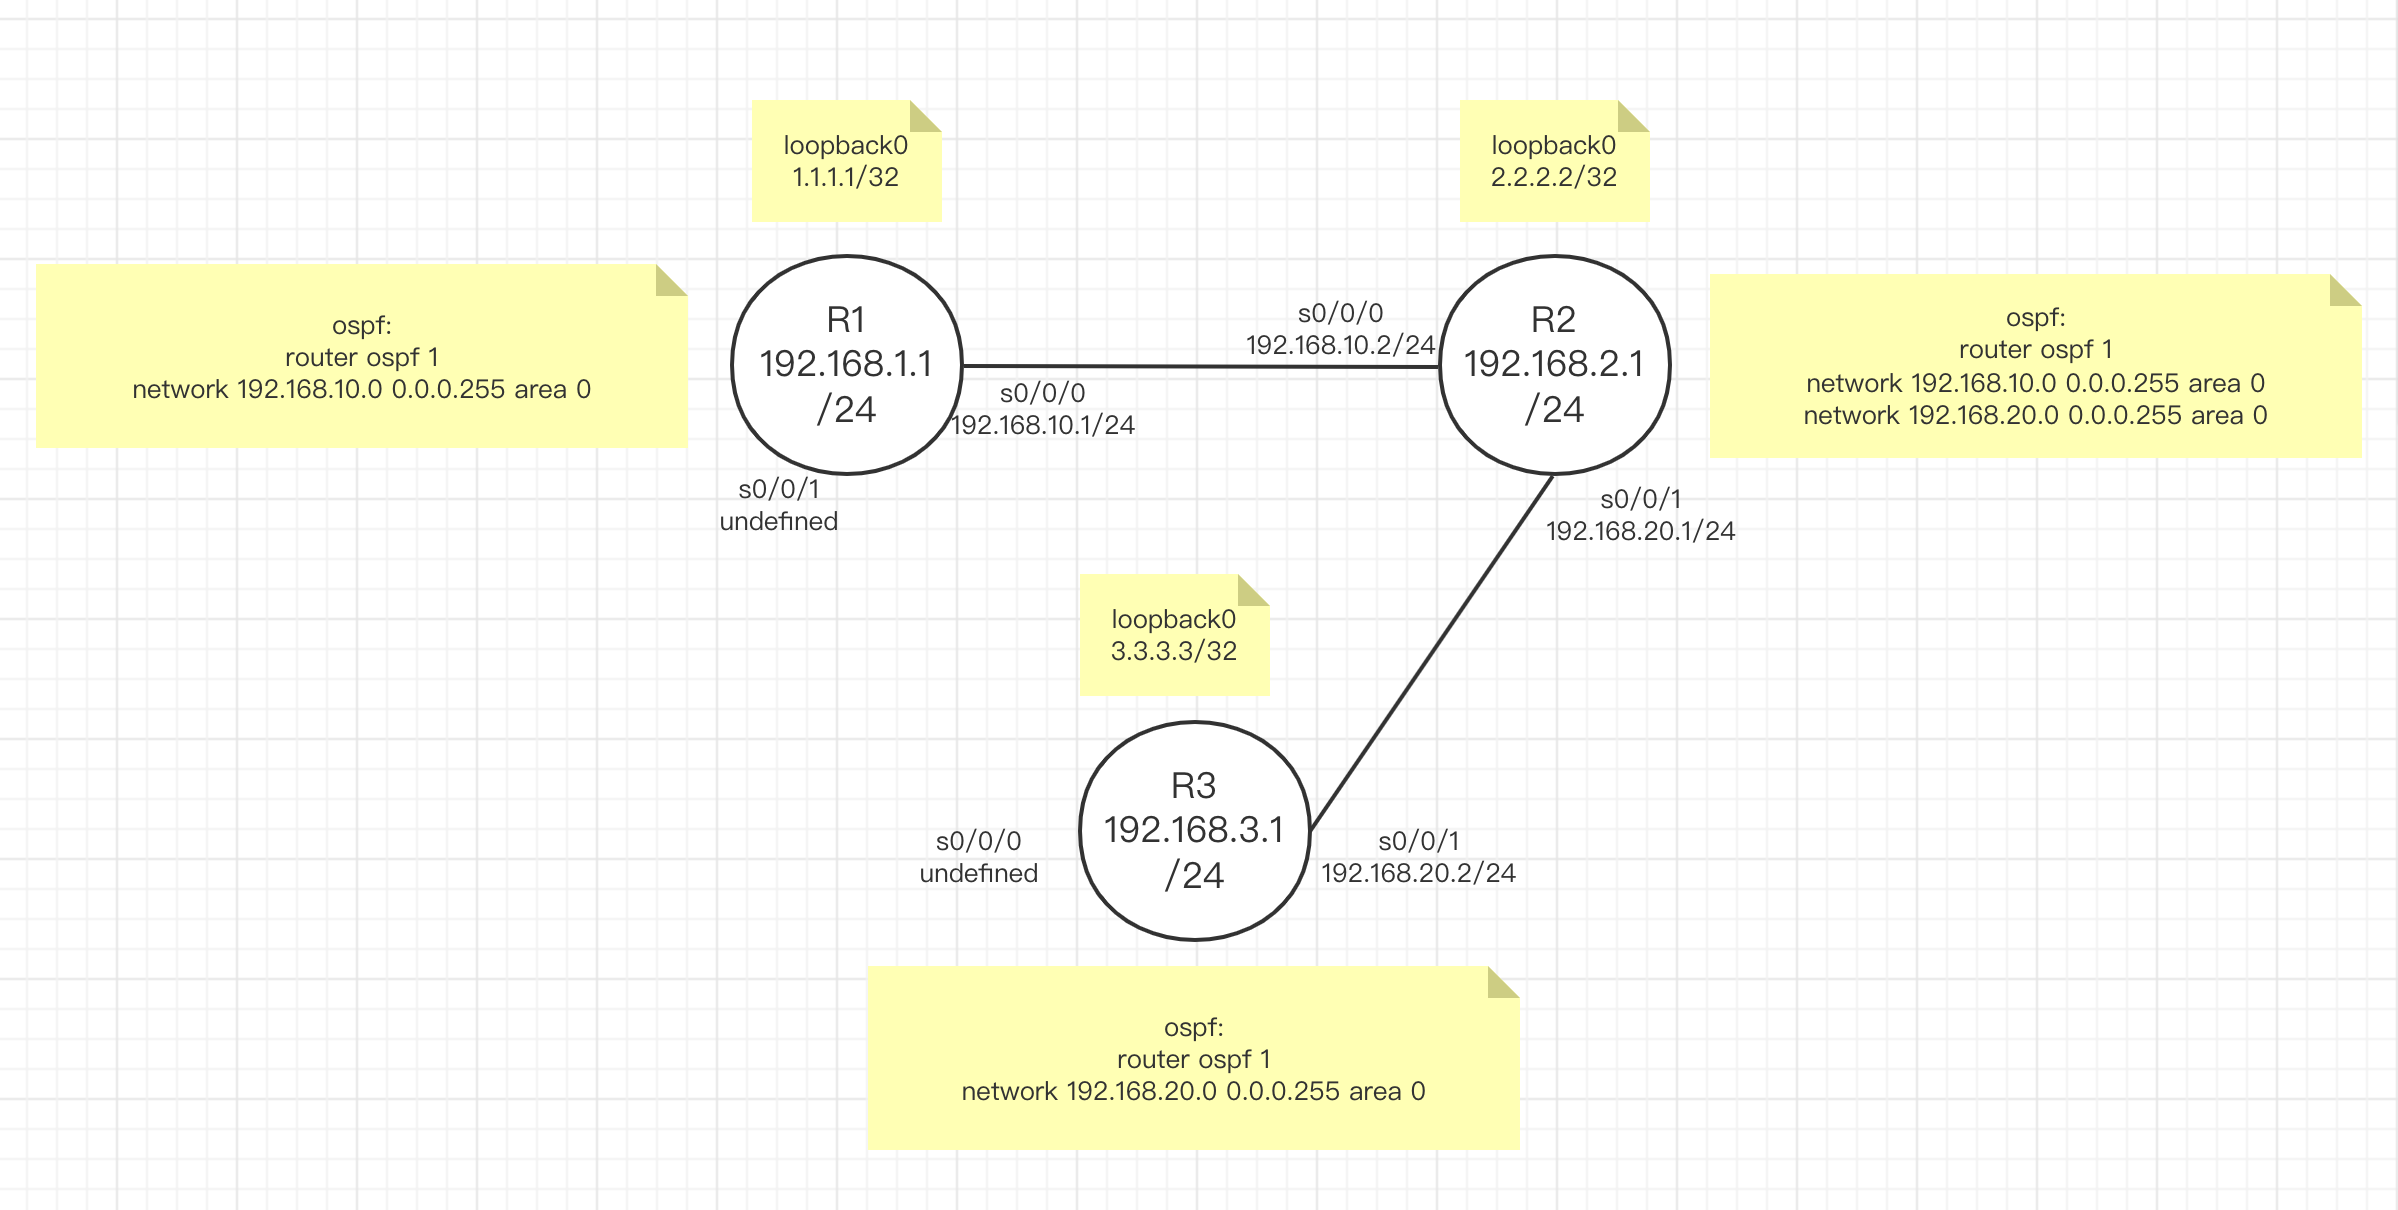 loopback0
1.1.1.1/32
loopback0
2.2.2.2/32
ospf:
router ospf 1
network 192.168.10.0 0.0.0.255 area 0
R1
192.168.1.1
/24
s0/0/0
192.168.10.1/24
s0/0/0
192.168.10.2/24
R2
192.168.2.1
/24
ospf:
router ospf 1
network 192.168.10.0 0.0.0.255 area 0
network 192.168.20.0 0.0.0.255 area 0
s0/0/1
undefined
s0/0/1
192.168.20.1/24
loopback0
3.3.3.3/32
s0/0/0
undefined
R3
192.168.3.1
/24
s0/0/1
192.168.20.2/24
ospf:
router ospf 1
network 192.168.20.0 0.0.0.255 area 0